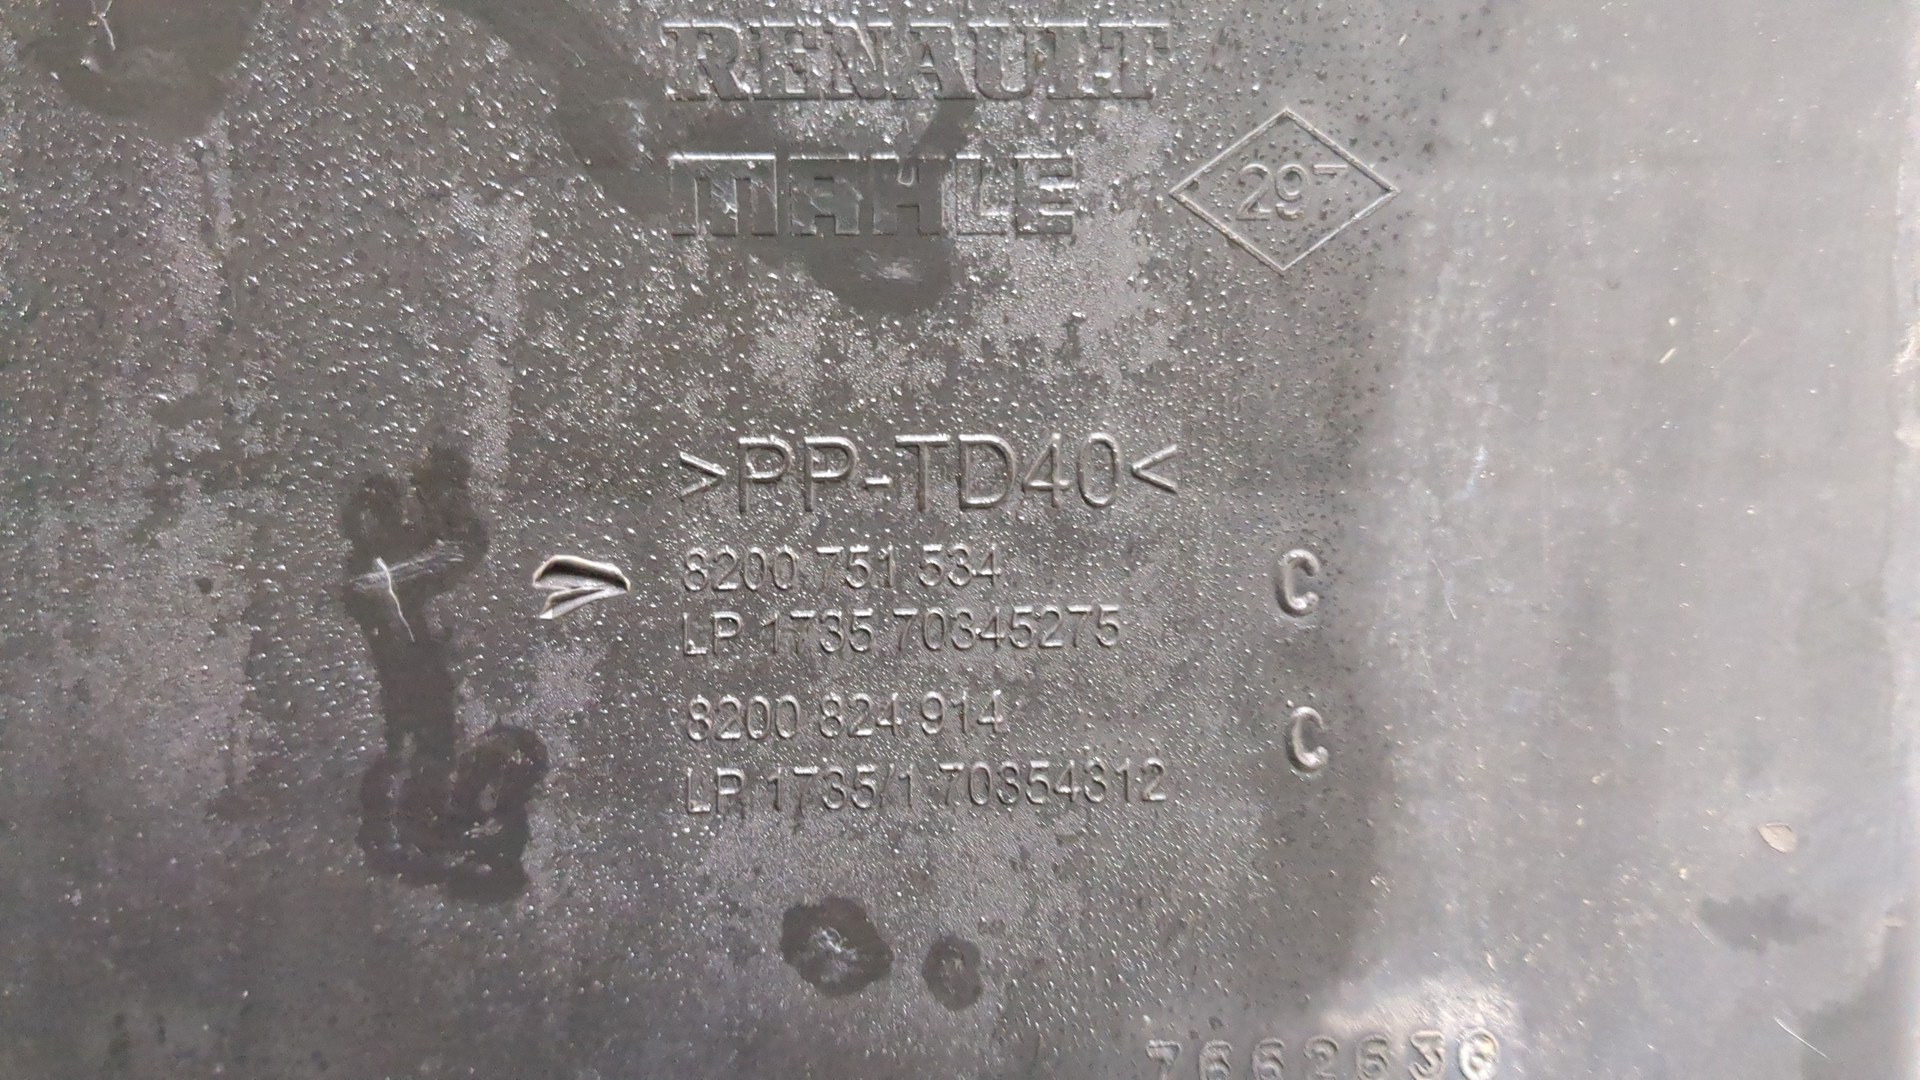 RENAULT
MAHLE
297
>PP-TD40<
8200 751 534 C
LP 1735 70345275
8200 824 914 C
LP 1735/1 70354312